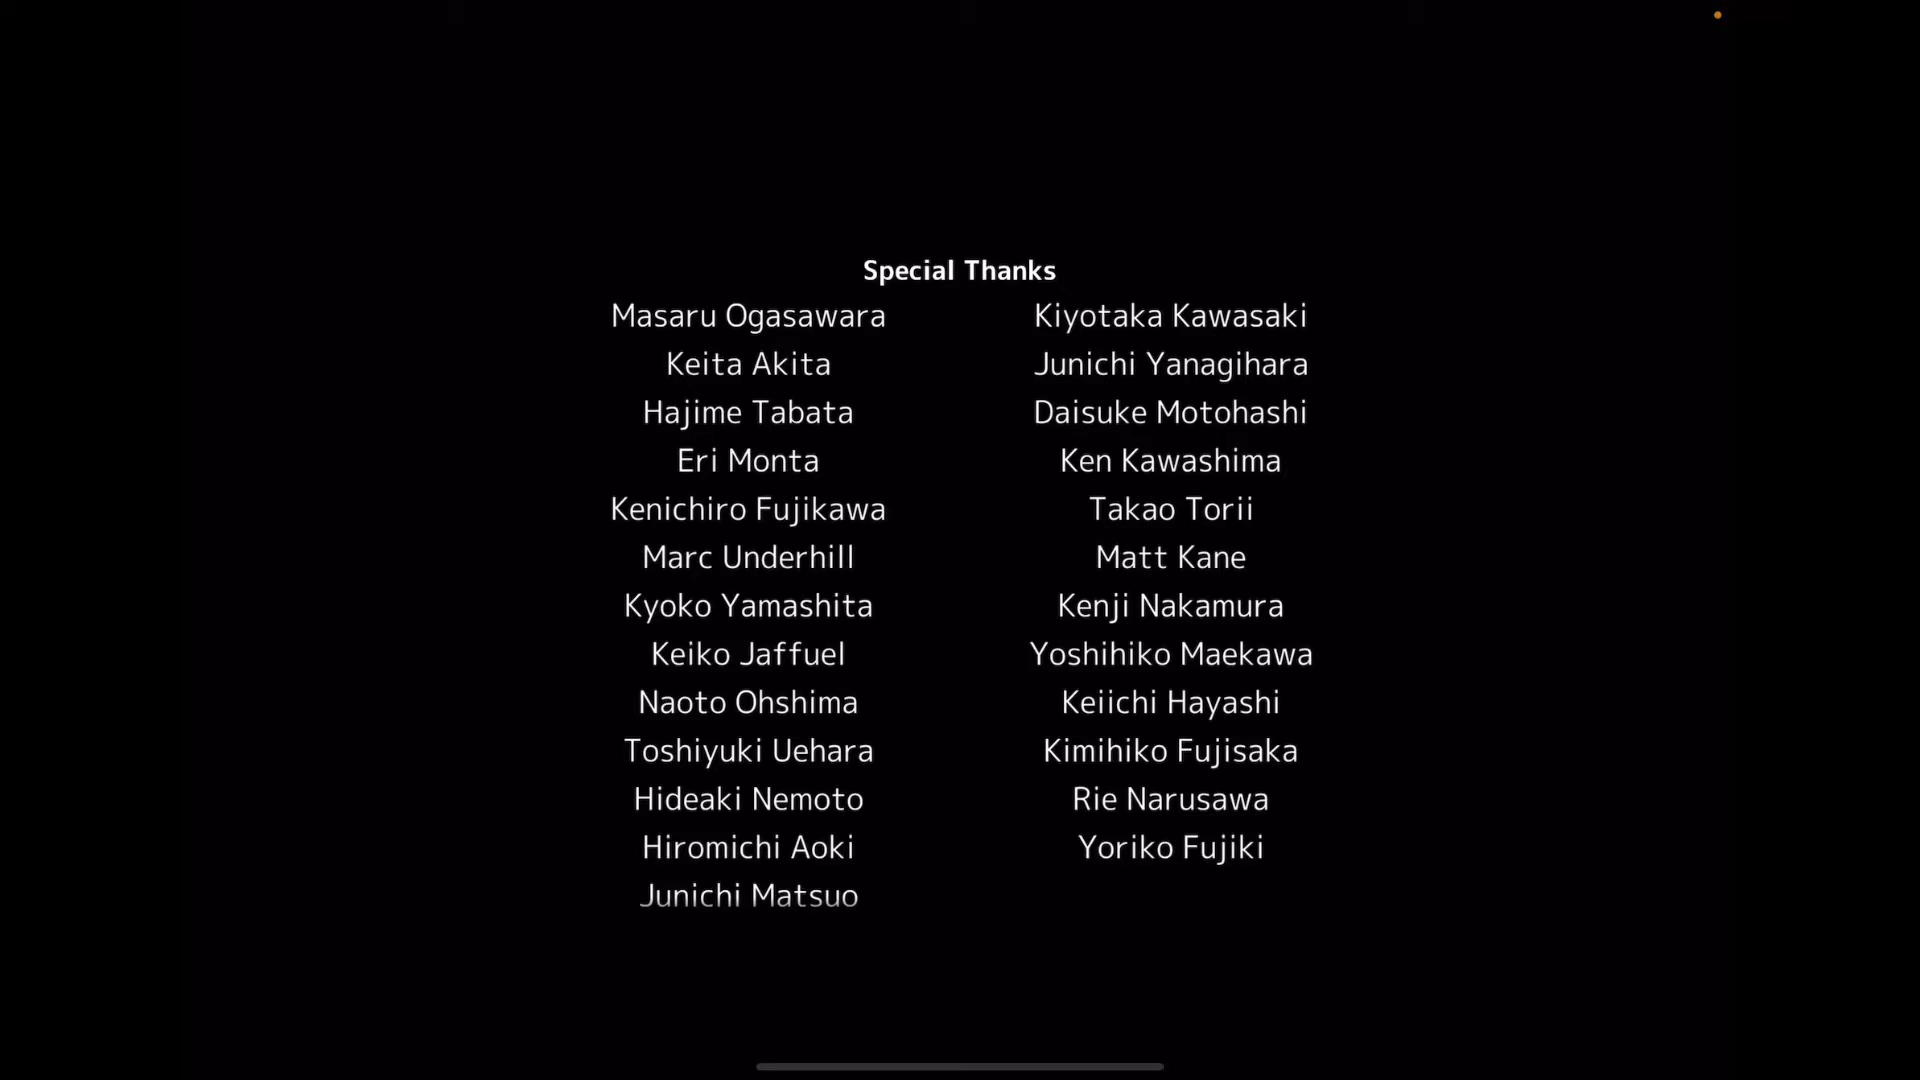 Special Thanks
Masaru Ogasawara Kiyotaka Kawasaki
Keita Akita Junichi Yanagihara
Hajime Tabata Daisuke Motohashi
Eri Monta Ken Kawashima
Kenichiro Fujikawa Takao Torii
Marc Underhill Matt Kane
Kyoko Yamashita Kenji Nakamura
Keiko Jaffuel Yoshihiko Maekawa
Naoto Ohshima Keiichi Hayashi
Toshiyuki Uehara Kimihiko Fujisaka
Hideaki Nemoto Rie Narusawa
Hiromichi Aoki Yoriko Fujiki
Junichi Matsuo